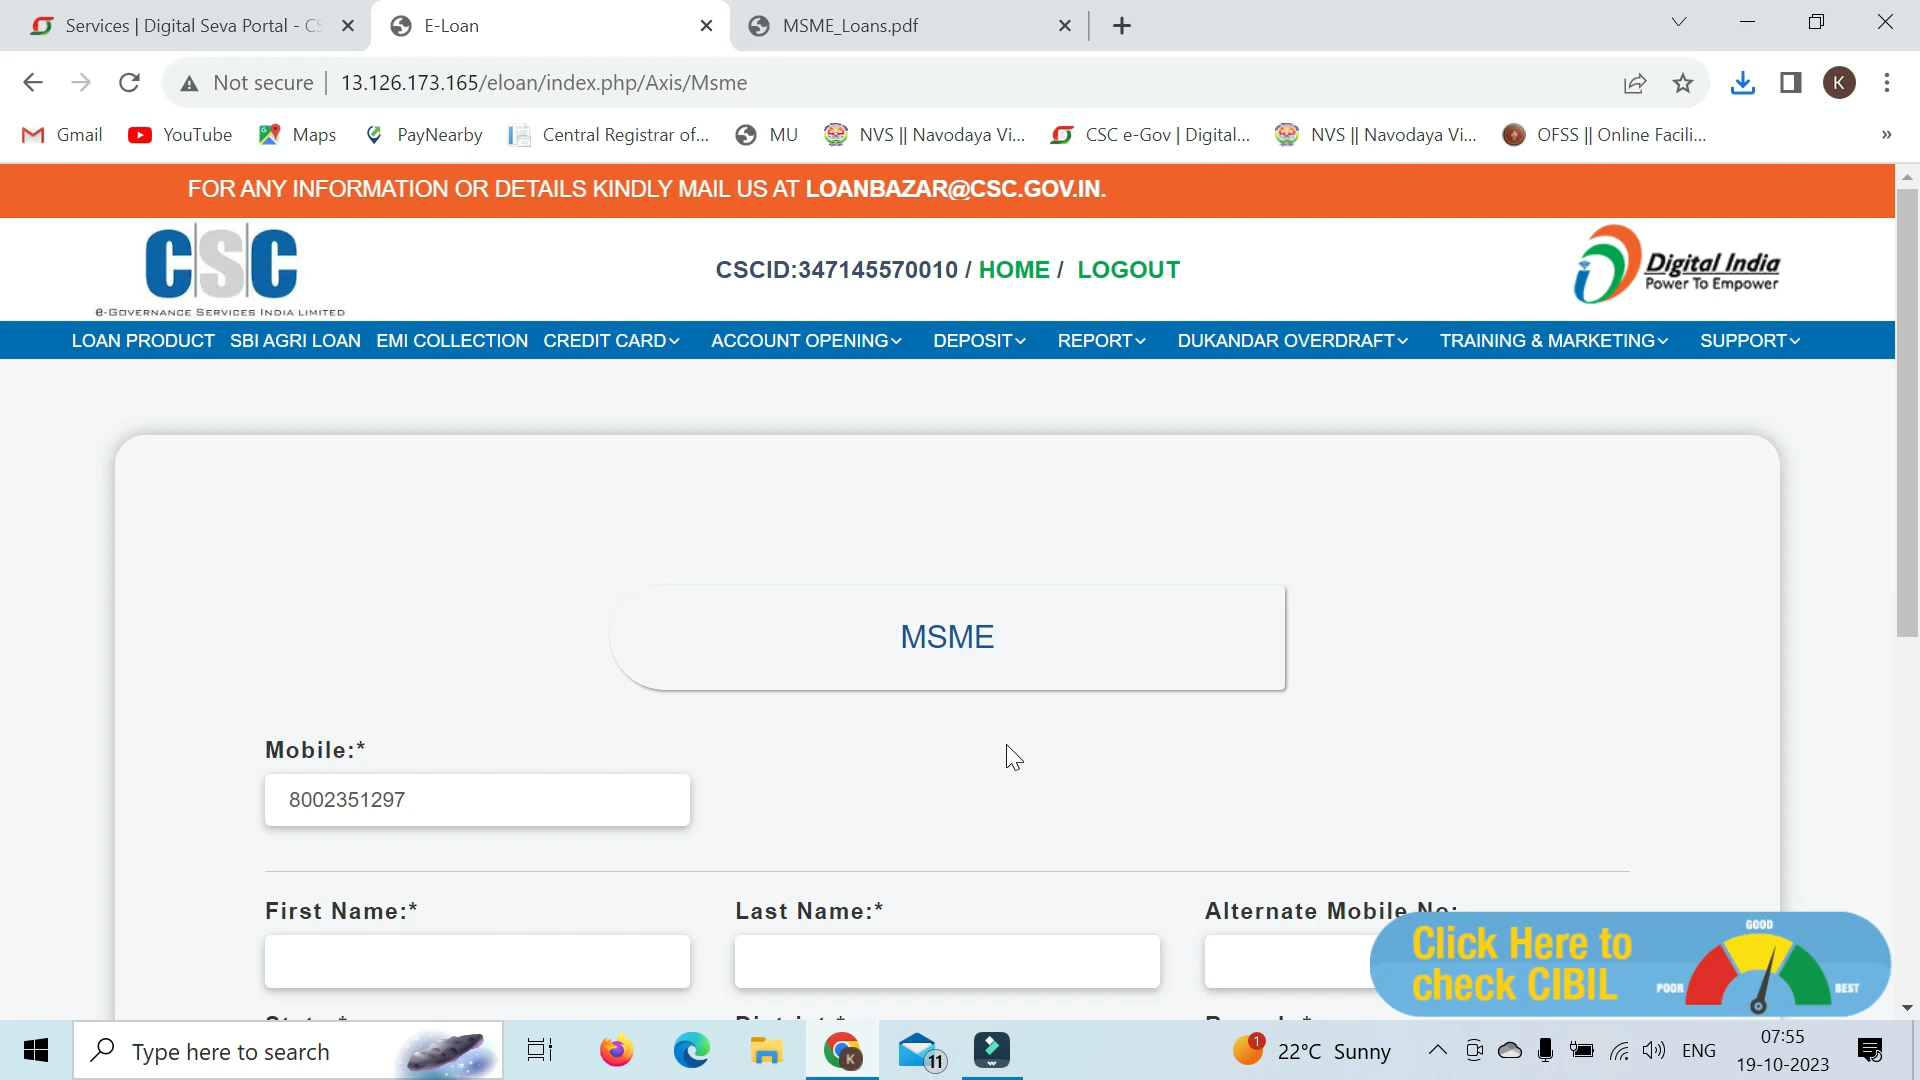 Services | Digital Seva Portal - CS
E-Loan
MSME_Loans.pdf
Not secure
13.126.173.165/eloan/index.php/Axis/Msme
K
Gmail
YouTube
Maps
PayNearby
Central Registrar of...
MU
NVS || Navodaya Vi...
CSC e-Gov | Digital...
NVS || Navodaya Vi...
OFSS || Online Facili...
»
FOR ANY INFORMATION OR DETAILS KINDLY MAIL US AT LOANBAZAR@CSC.GOV.IN.
CSC
e-GOVERNANCE SERVICES INDIA LIMITED
CSCID:347145570010 / HOME / LOGOUT
Digital India
Power To Empower
LOAN PRODUCT SBI AGRI LOAN EMI COLLECTION CREDIT CARD ACCOUNT OPENING DEPOSIT REPORT DUKANDAR OVERDRAFT TRAINING & MARKETING SUPPORT
MSME
Mobile:*
8002351297
First Name:*
Last Name:*
Alternate Mobile No:
Click Here to
check CIBIL
POOR
GOOD
BEST
Type here to search
K
11
1
22°C Sunny
ENG
07:55
19-10-2023